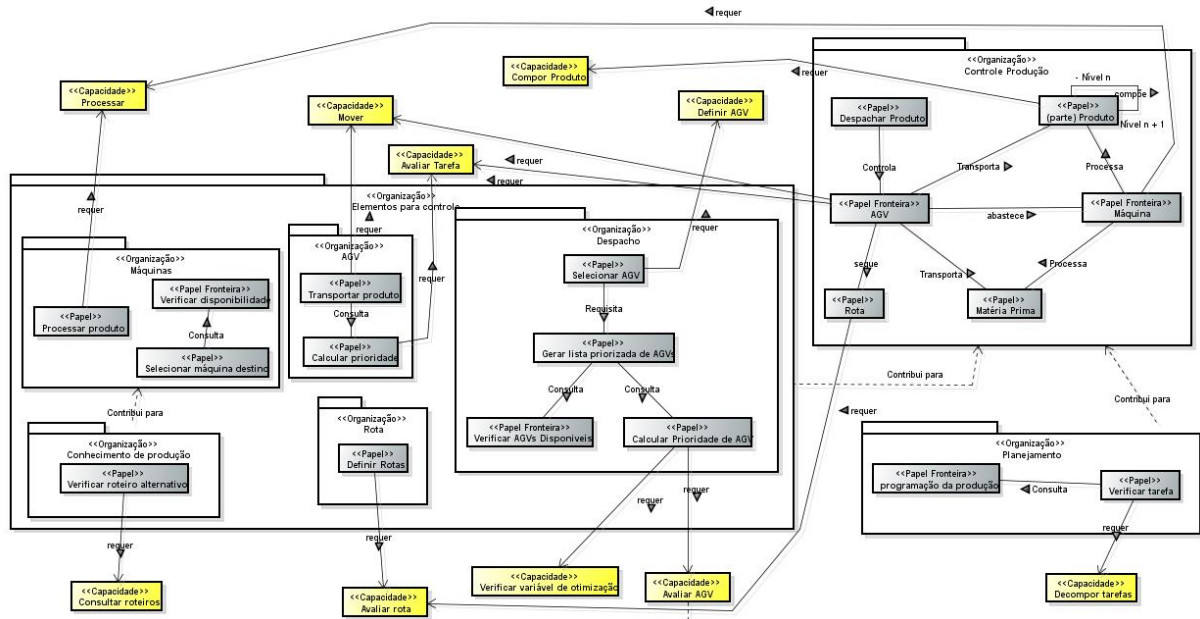 requer
<<Organização>>
Controle Produção
<<Capacidade>>
Compor Produto
requer
- Nível n
compõe
Nível n + 1
<<Capacidade>>
Processar
<<Capacidade>>
Mover
<<Capacidade>>
Definir AGV
<<Papel>>
Despachar Produto
<<Papel>>
(parte) Produto
<<Capacidade>>
Avaliar Tarefa
requer
requer
Controla
Transporta
Processa
<<Papel Fronteira>>
AGV
abastece
<<Papel Fronteira>>
Máquina
segue
Transporta
Processa
<<Papel>>
Rota
<<Papel>>
Matéria Prima
<<Organização>>
Elementos para controle
requer
requer
requer
requer
<<Organização>>
Máquinas
<<Papel Fronteira>>
Verificar disponibilidade
<<Papel>>
Processar produto
Consulta
<<Papel>>
Selecionar máquina destino
<<Organização>>
AGV
<<Papel>>
Transportar produto
Consulta
<<Papel>>
Calcular prioridade
<<Organização>>
Despacho
<<Papel>>
Selecionar AGV
Requisita
<<Papel>>
Gerar lista priorizada de AGVs
Consulta
Consulta
<<Papel Fronteira>>
Verificar AGVs Disponíveis
<<Papel>>
Calcular Prioridade de AGV
Contribui para
Contribui para
Contribui para
<<Organização>>
Conhecimento de produção
<<Papel>>
Verificar roteiro alternativo
<<Organização>>
Rota
<<Papel>>
Definir Rotas
requer
<<Organização>>
Planejamento
<<Papel Fronteira>>
programação da produção
Consulta
<<Papel>>
Verificar tarefa
requer
requer
requer
requer
requer
<<Capacidade>>
Consultar roteiros
<<Capacidade>>
Avaliar rota
<<Capacidade>>
Verificar variável de otimização
<<Capacidade>>
Avaliar AGV
<<Capacidade>>
Decompor tarefas